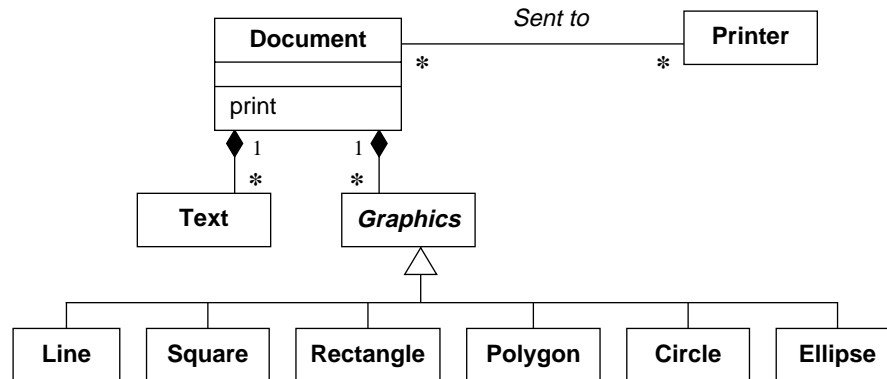 Document
Sent to
Printer
* *
print
1 1
* *
Text
Graphics
Line Square Rectangle Polygon Circle Ellipse